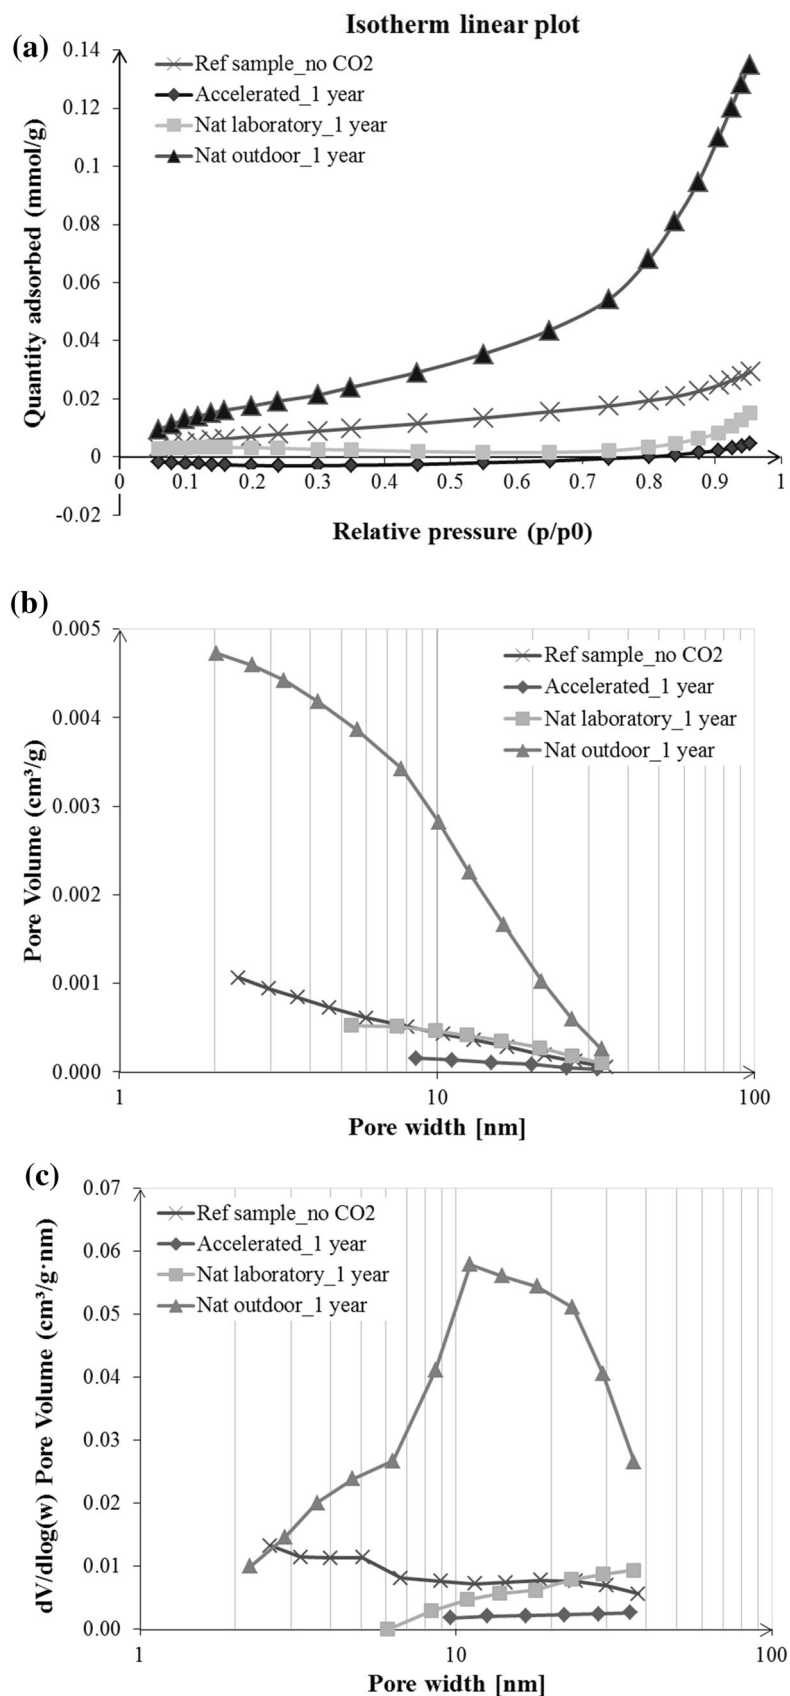 (a)
Isotherm linear plot
0.14
0.12
0.1
0.08
0.06
0.04
0.02
0
-0.02
Quantity adsorbed (mmol/g)
Ref sample_no CO2
Accelerated_1 year
Nat laboratory_1 year
Nat outdoor_1 year
0 0.1 0.2 0.3 0.4 0.5 0.6 0.7 0.8 0.9 1
Relative pressure (p/p0)
(b)
0.005
0.004
0.003
0.002
0.001
0.000
Pore Volume (cm³/g)
Ref sample_no CO2
Accelerated_1 year
Nat laboratory_1 year
Nat outdoor_1 year
1 10 100
Pore width [nm]
(c)
0.07
0.06
0.05
0.04
0.03
0.02
0.01
0.00
dV/dlog(w) Pore Volume (cm³/g·nm)
Ref sample_no CO2
Accelerated_1 year
Nat laboratory_1 year
Nat outdoor_1 year
1 10 100
Pore width [nm]